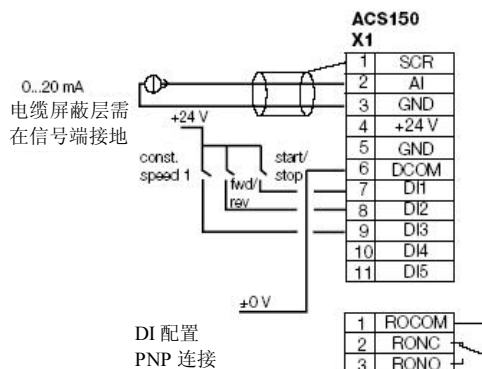 ACS150
X1
1 SCR
0...20 mA
2 AI
电缆屏蔽层需
3 GND
在信号端接地
+24 V
4 +24 V
5 GND
const.
speed 1
fwd/
rev
start/
stop
6 DCOM
7 DI1
8 DI2
9 DI3
10 DI4
11 DI5
±0 V
DI 配置
PNP 连接
1 ROCOM
2 RONC
3 RONO